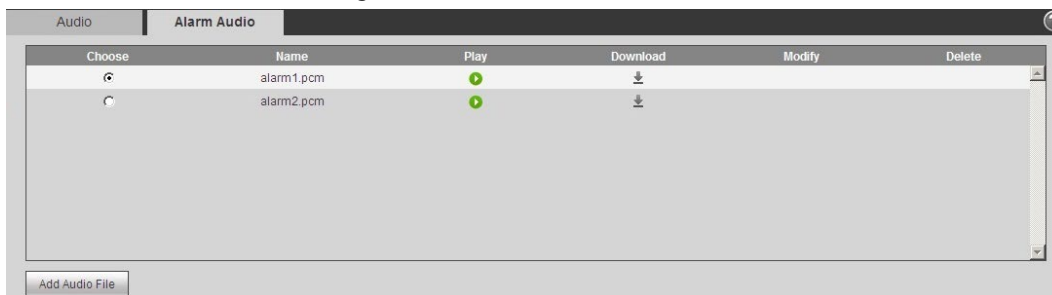 Audio Alarm Audio
Choose Name Play Download Modify Delete
alarm1.pcm
alarm2.pcm
Add Audio File